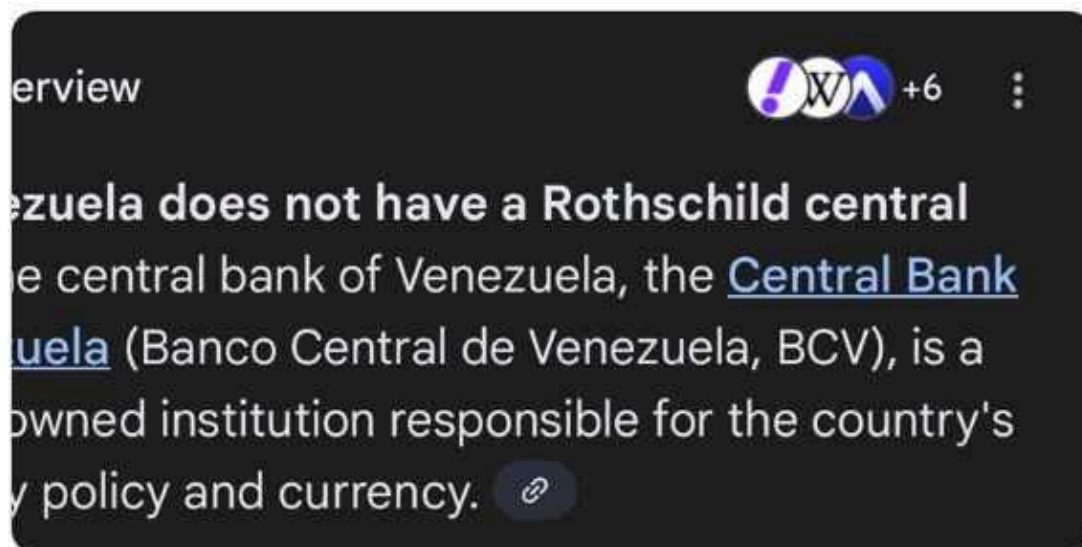 erview
W +6
ezuela does not have a Rothschild central
e central bank of Venezuela, the Central Bank
uela (Banco Central de Venezuela, BCV), is a
owned institution responsible for the country's
y policy and currency.